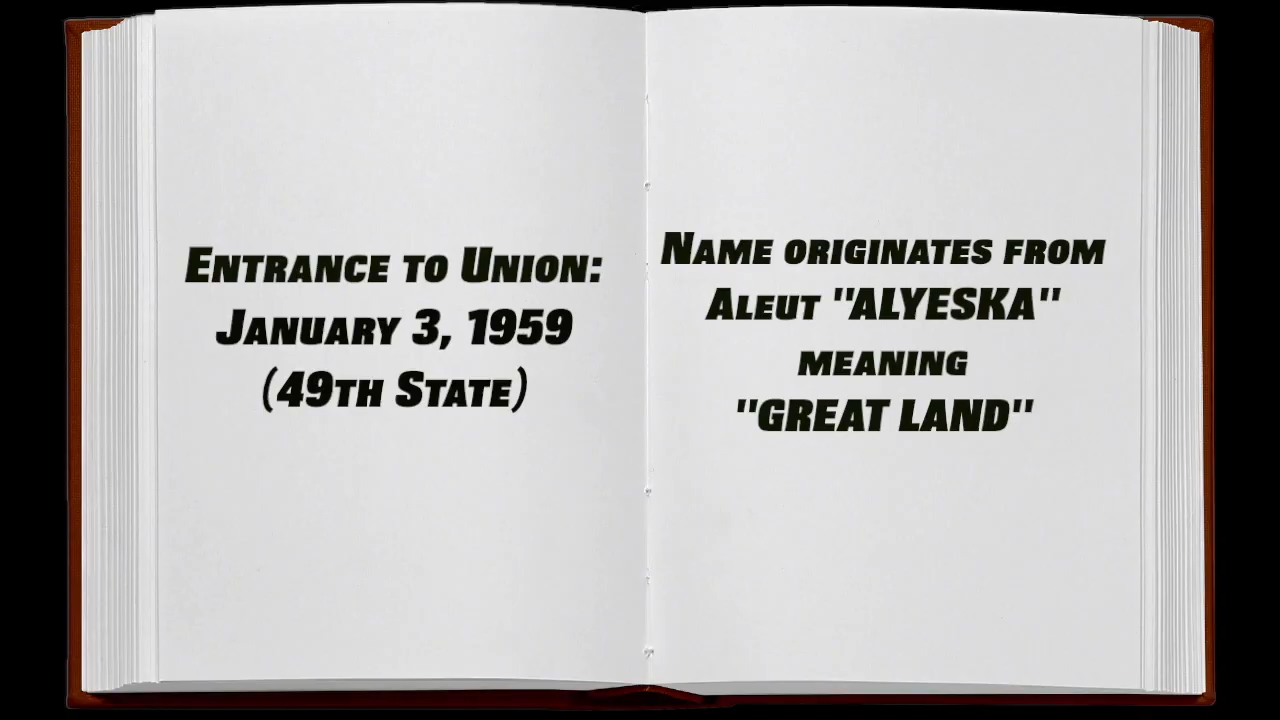 Entrance to Union:
January 3, 1959
(49th State)
Name originates from
Aleut "ALYESKA"
meaning
"GREAT LAND"